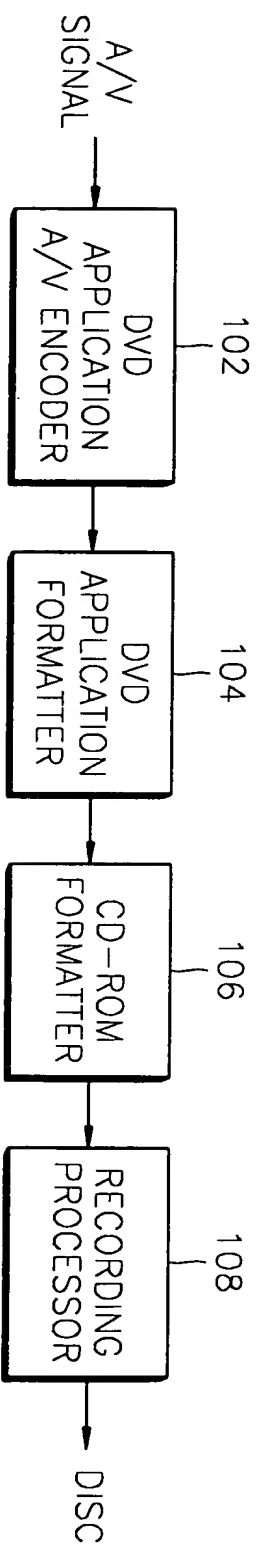 A/V
SIGNAL
102
DVD
APPLICATION
A/V ENCODER
104
DVD
APPLICATION
FORMATTER
106
CD-ROM
FORMATTER
108
RECORDING
PROCESSOR
DISC